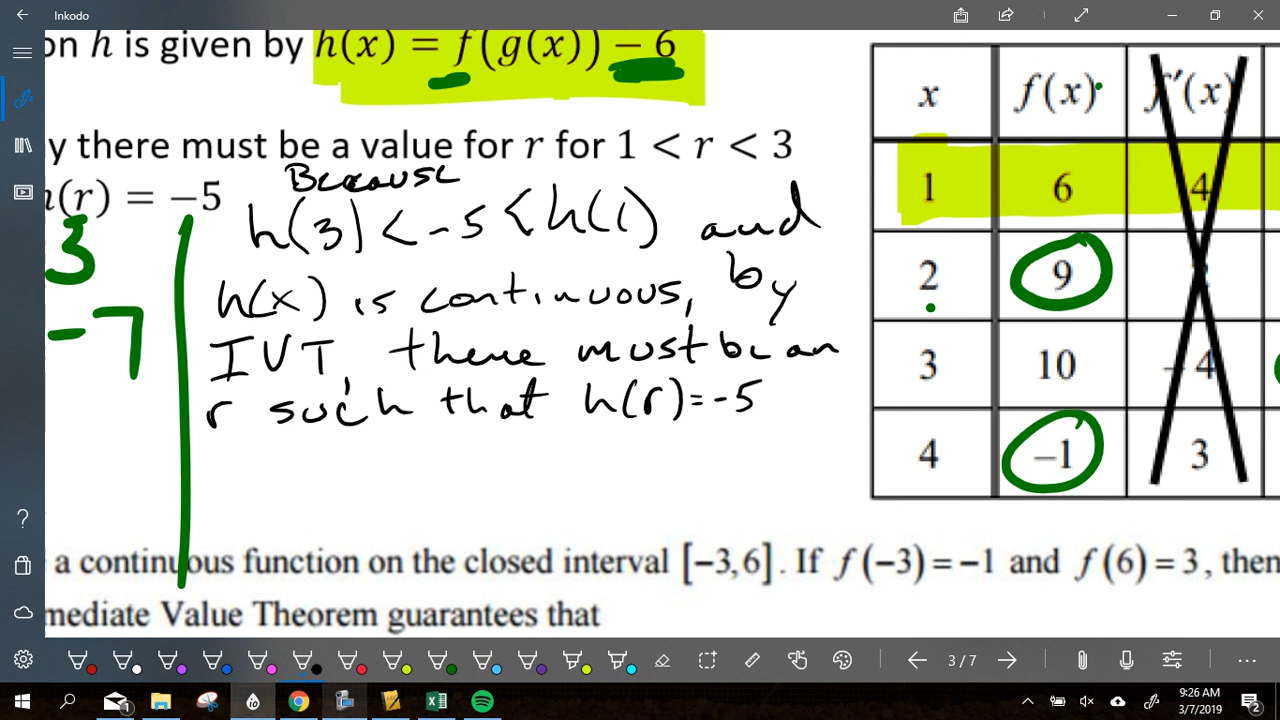 Inkodo
on h is given by h(x) = f(g(x)) − 6
y there must be a value for r for 1 < r < 3
h(r) = −5
3
-7
Because
h(3) < -5 < h(1) and
h(x) is continuous, by
IVT, there must be an
r such that h(r)=-5
x f(x) f′(x)
1 6 4
2 9
3 10 −4
4 −1 3
a continuous function on the closed interval [−3,6]. If f(−3)=−1 and f(6)=3, then
mediate Value Theorem guarantees that
3 / 7
9:26 AM
3/7/2019
1
2